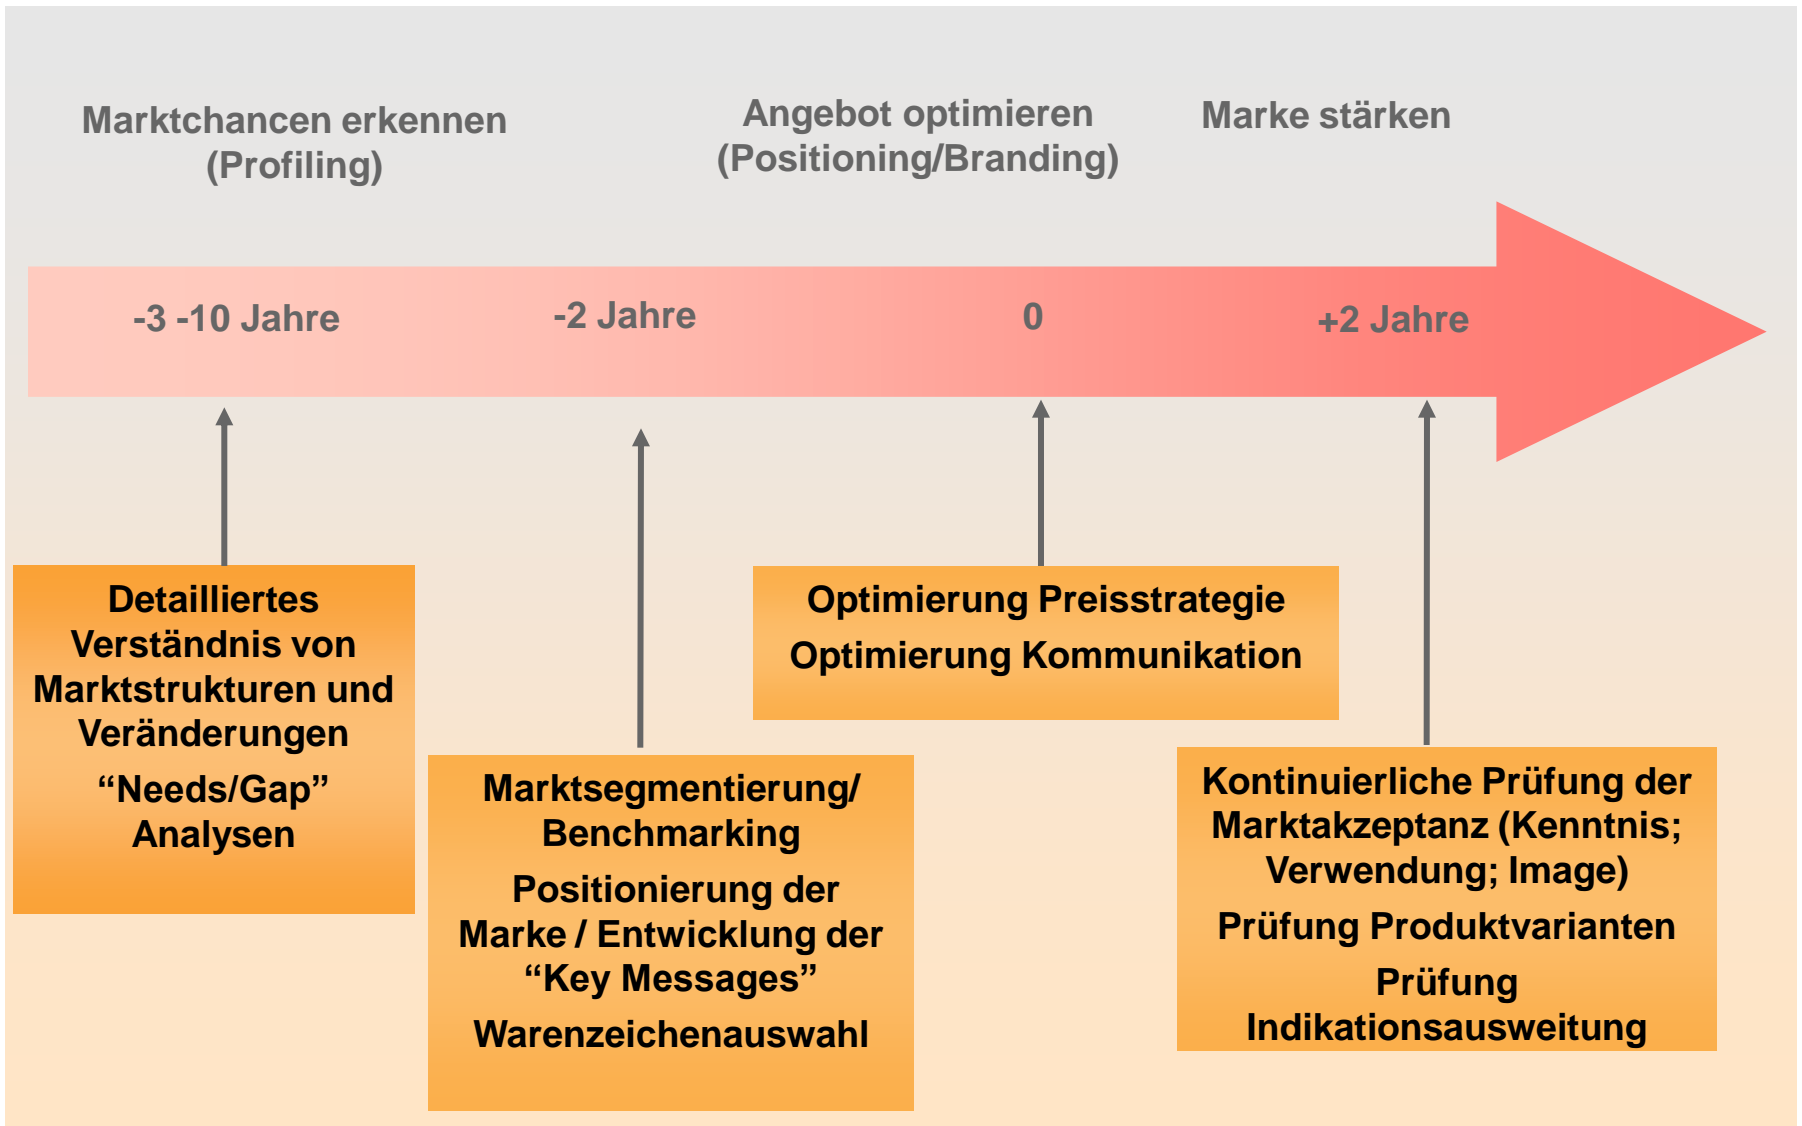 Marktchancen erkennen
(Profiling)
Angebot optimieren
(Positioning/Branding)
Marke stärken
-3 -10 Jahre
-2 Jahre
0
+2 Jahre
Detailliertes
Verständnis von
Marktstrukturen und
Veränderungen
“Needs/Gap”
Analysen
Marktsegmentierung/
Benchmarking
Positionierung der
Marke / Entwicklung der
“Key Messages”
Warenzeichenauswahl
Optimierung Preisstrategie
Optimierung Kommunikation
Kontinuierliche Prüfung der
Marktakzeptanz (Kenntnis;
Verwendung; Image)
Prüfung Produktvarianten
Prüfung
Indikationsausweitung